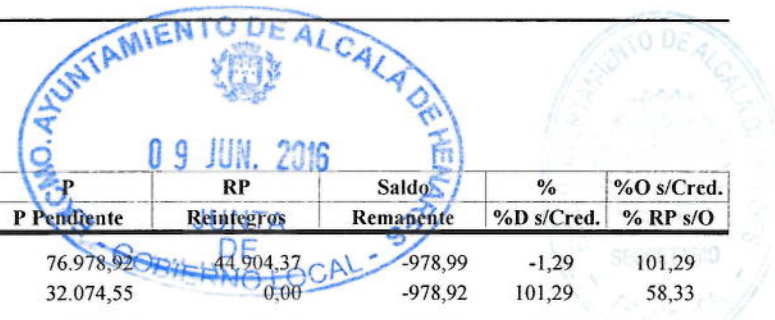 EXCMO. AYUNTAMIENTO DE ALCALÁ DE HENARES
09 JUN. 2016
JUNTA
DE
- GOBIERNO LOCAL -
P RP Saldo % %O s/Cred.
P Pendiente Reintegros Remanente %D s/Cred. % RP s/O
76.978,92 44.904,37 -978,99 -1,29 101,29
32.074,55 0,00 -978,92 101,29 58,33